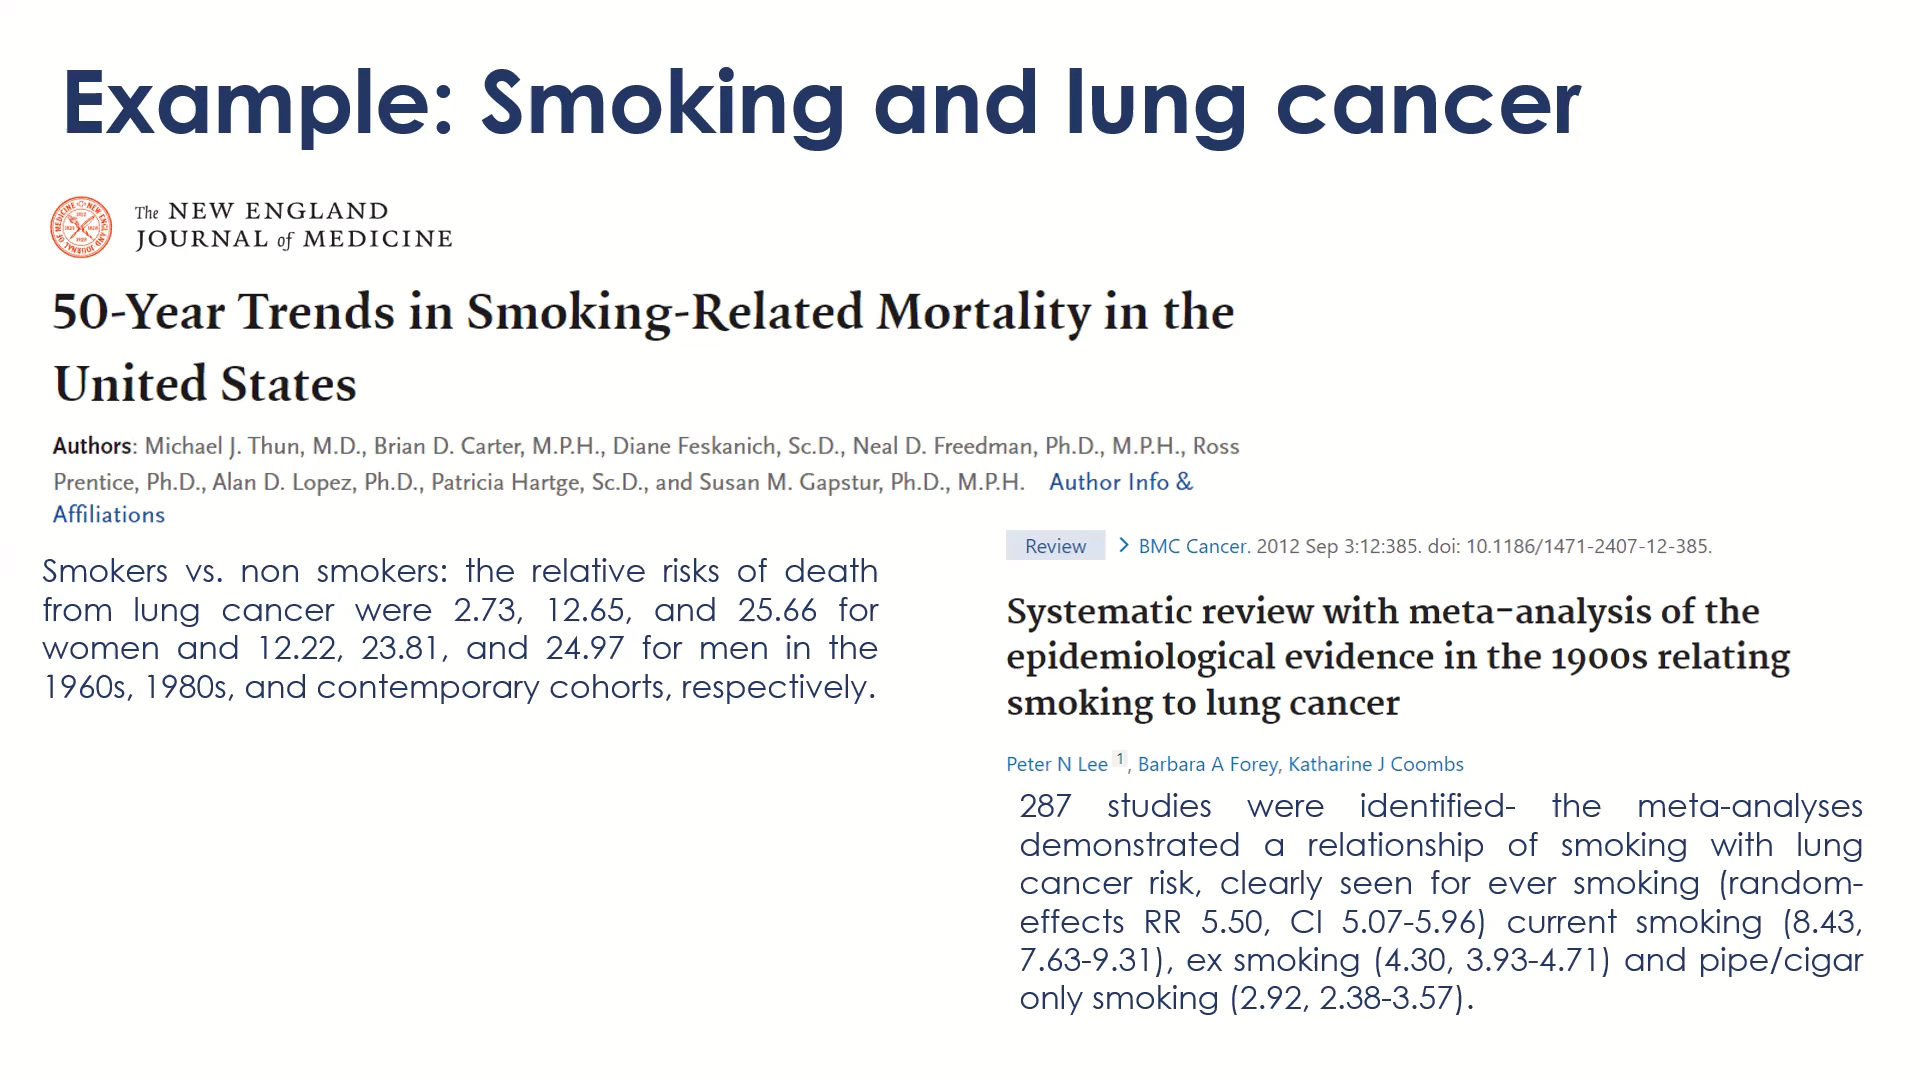 Example: Smoking and lung cancer
The NEW ENGLAND
JOURNAL of MEDICINE
50-Year Trends in Smoking-Related Mortality in the
United States
Authors: Michael J. Thun, M.D., Brian D. Carter, M.P.H., Diane Feskanich, Sc.D., Neal D. Freedman, Ph.D., M.P.H., Ross
Prentice, Ph.D., Alan D. Lopez, Ph.D., Patricia Hartge, Sc.D., and Susan M. Gapstur, Ph.D., M.P.H. Author Info &
Affiliations
Smokers vs. non smokers: the relative risks of death
from lung cancer were 2.73, 12.65, and 25.66 for
women and 12.22, 23.81, and 24.97 for men in the
1960s, 1980s, and contemporary cohorts, respectively.
Review > BMC Cancer. 2012 Sep 3:12:385. doi: 10.1186/1471-2407-12-385.
Systematic review with meta-analysis of the
epidemiological evidence in the 1900s relating
smoking to lung cancer
Peter N Lee 1, Barbara A Forey, Katharine J Coombs
287 studies were identified- the meta-analyses
demonstrated a relationship of smoking with lung
cancer risk, clearly seen for ever smoking (random-
effects RR 5.50, CI 5.07-5.96) current smoking (8.43,
7.63-9.31), ex smoking (4.30, 3.93-4.71) and pipe/cigar
only smoking (2.92, 2.38-3.57).